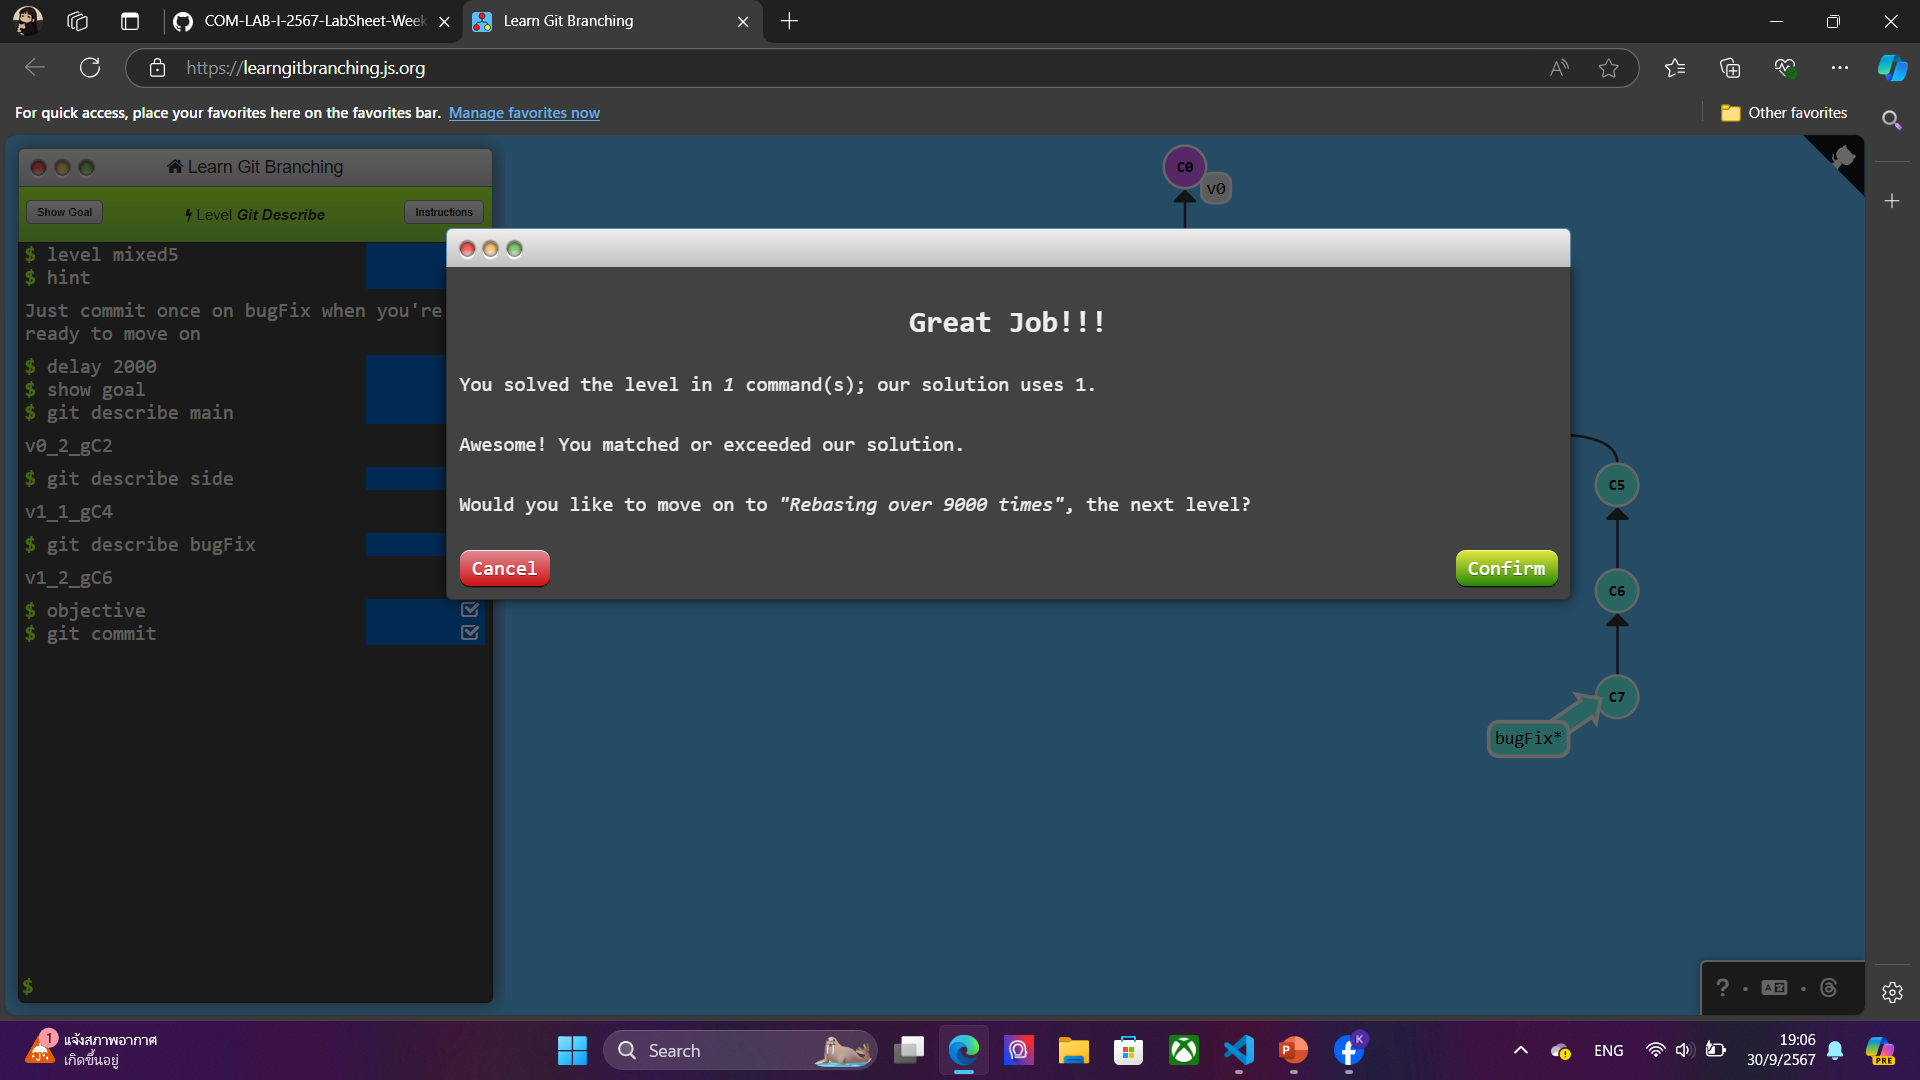 COM-LAB-I-2567-LabSheet-Week
Learn Git Branching
https://learngitbranching.js.org
For quick access, place your favorites here on the favorites bar. Manage favorites now
Other favorites
Learn Git Branching
Show Goal
Level Git Describe
Instructions
$ level mixed5
$ hint
Just commit once on bugFix when you're
ready to move on
$ delay 2000
$ show goal
$ git describe main
v0_2_gC2
$ git describe side
v1_1_gC4
$ git describe bugFix
v1_2_gC6
$ objective
$ git commit
$
C0
v0
Great Job!!!
You solved the level in 1 command(s); our solution uses 1.
Awesome! You matched or exceeded our solution.
Would you like to move on to "Rebasing over 9000 times", the next level?
Cancel
Confirm
C5
C6
C7
bugFix*
?
1
แจ้งสภาพอากาศ
เกิดขึ้นอยู่
Search
K
ENG
19:06
30/9/2567
PRE